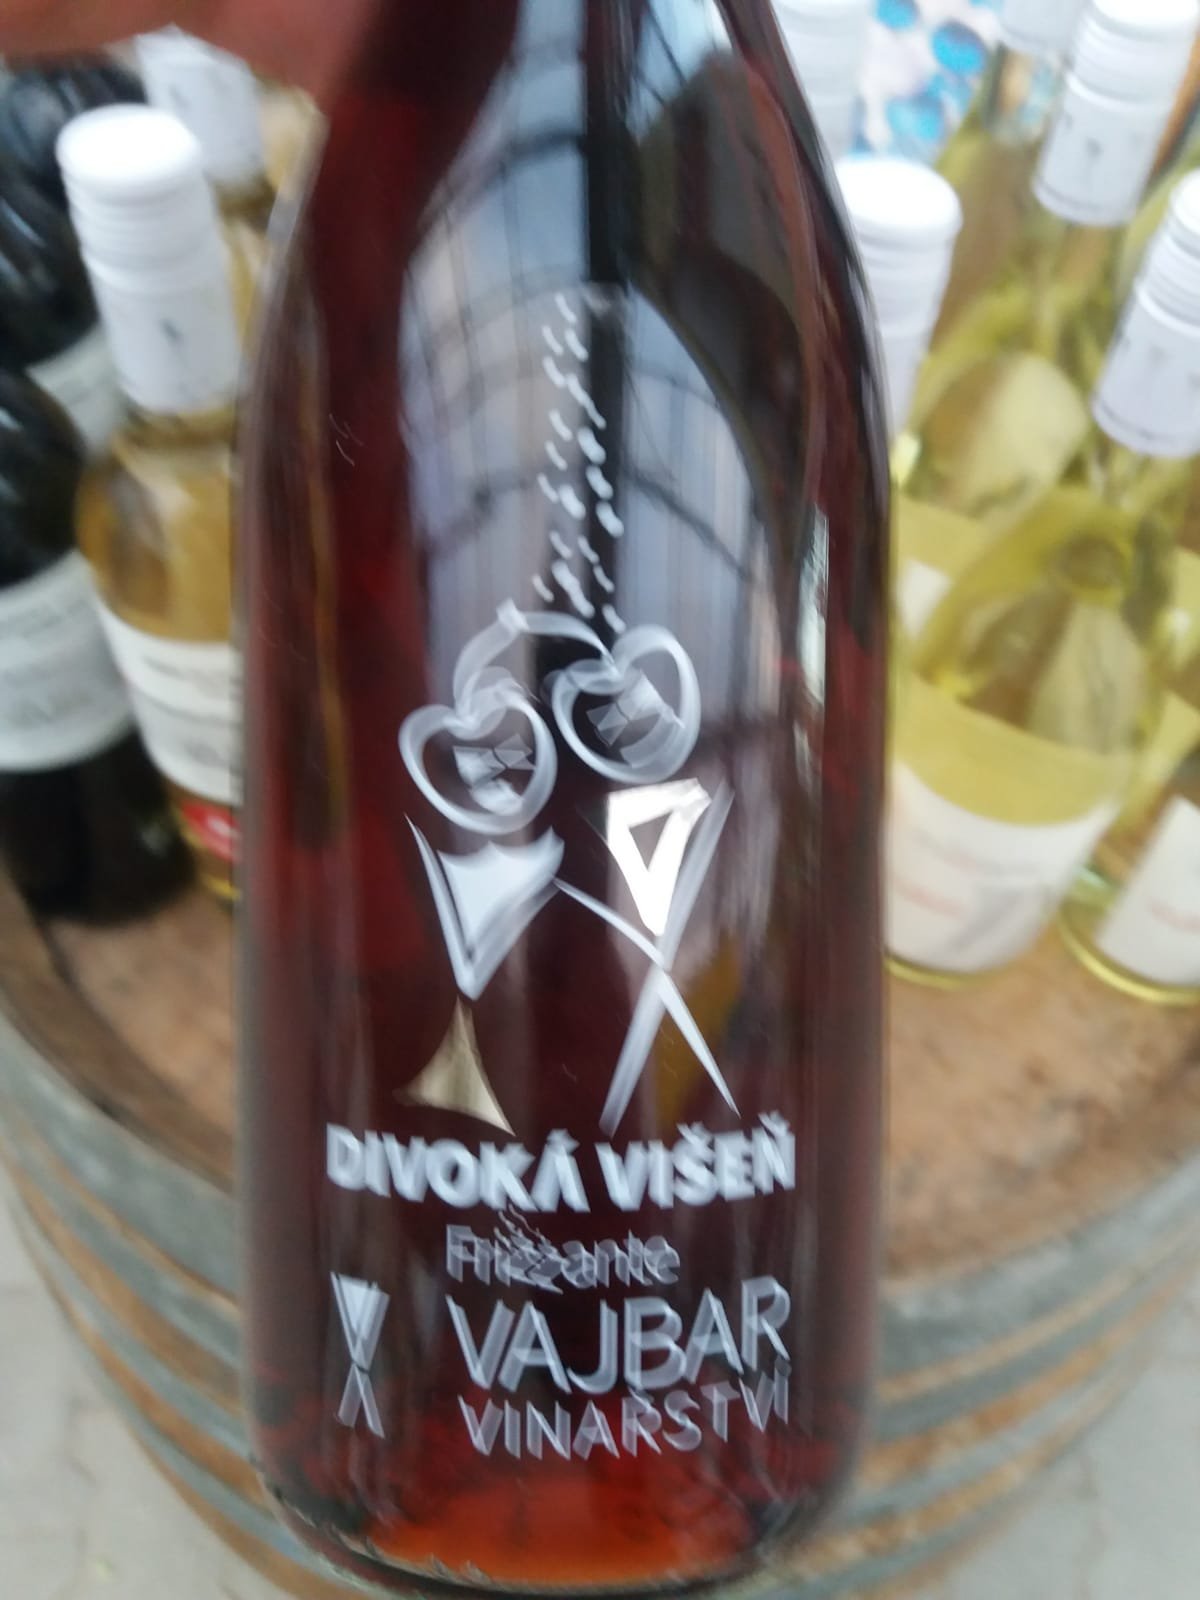 DIVOKÁ VIŠEŇ
Frizzante
VAJBAR
VINAŘSTVÍ